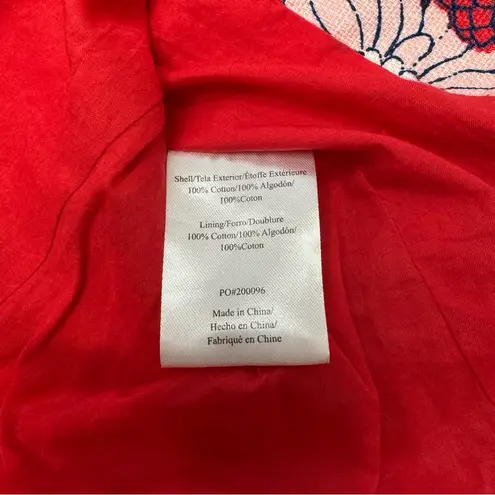 Shell/Tela Exterior/Étoffe Extérieure
100% Cotton/100% Algodón/
100%Coton
Lining/Forro/Doublure
100% Cotton/100% Algodón/
100%Coton
PO#200096
Made in China/
Hecho en China/
Fabriqué en Chine